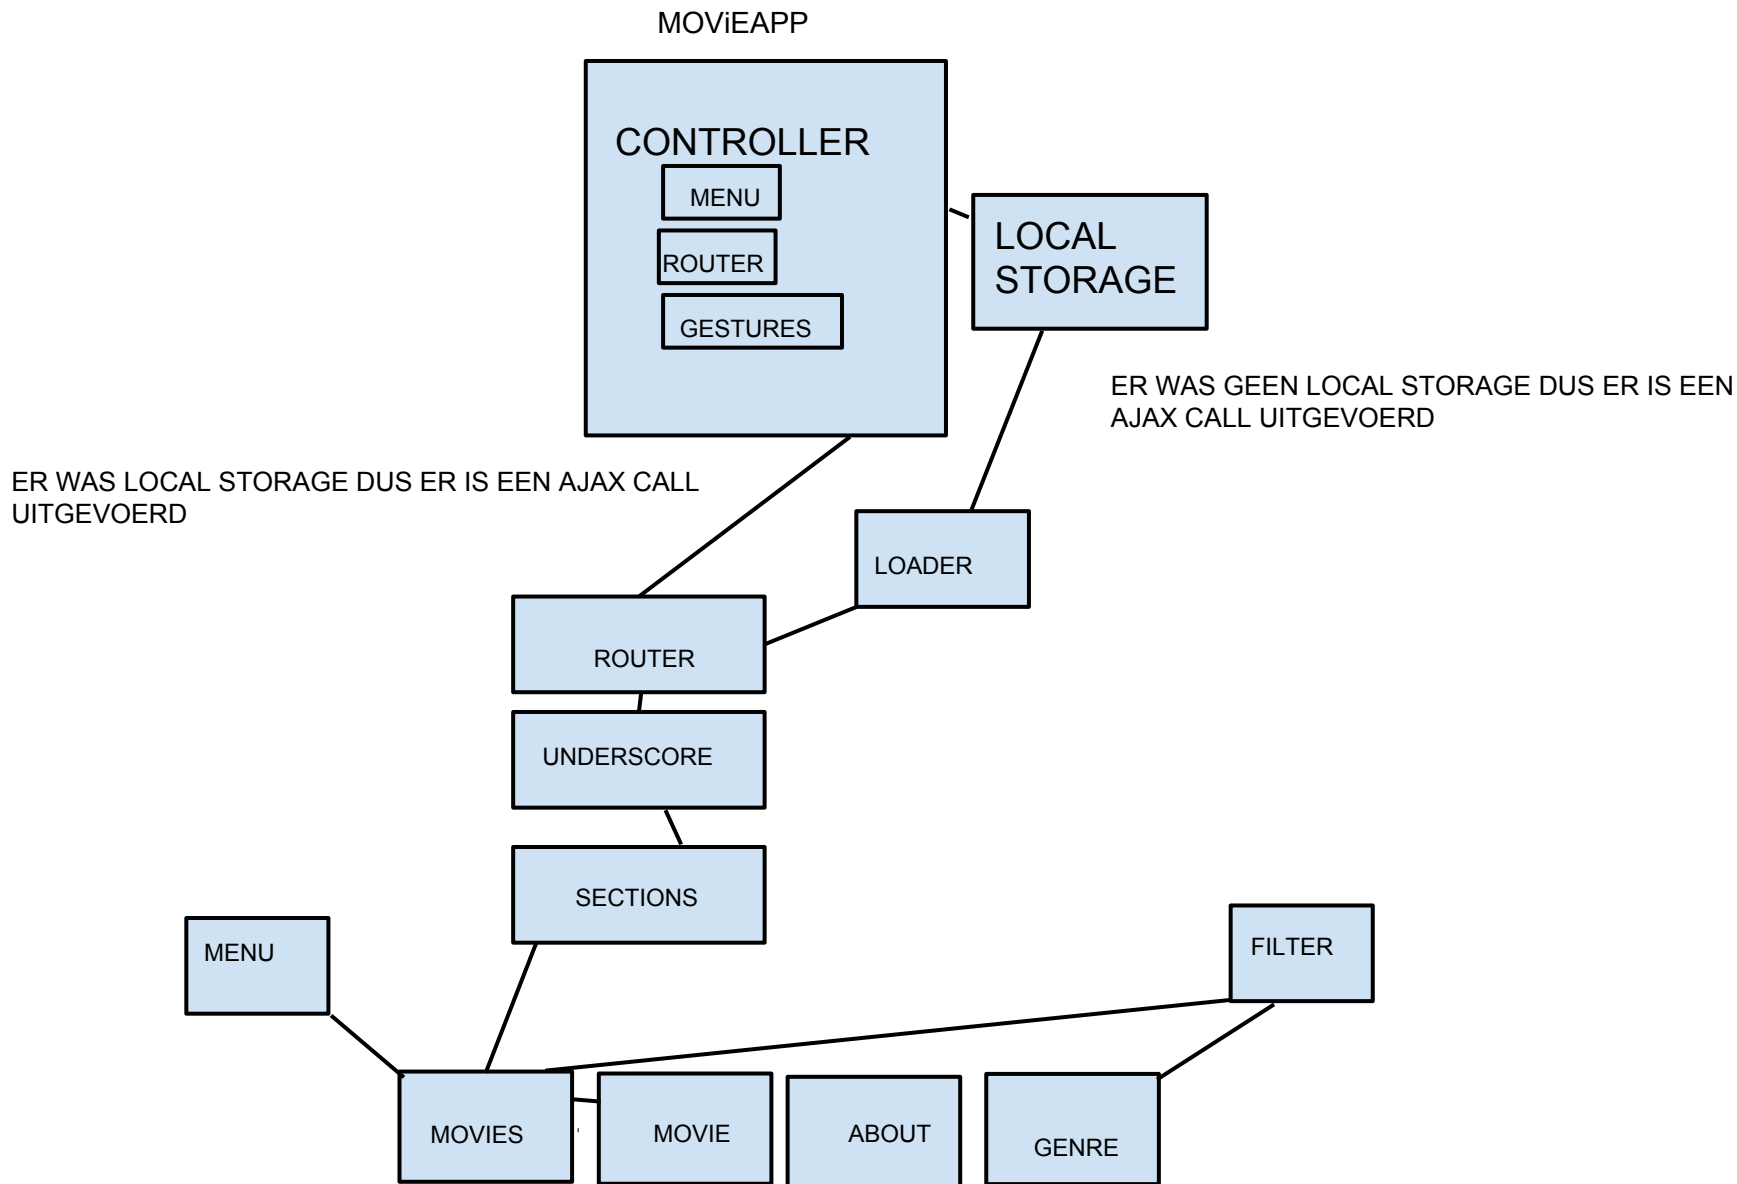 MOViEAPP
CONTROLLER
MENU
ROUTER
GESTURES
LOCAL
STORAGE
ER WAS GEEN LOCAL STORAGE DUS ER IS EEN
AJAX CALL UITGEVOERD
ER WAS LOCAL STORAGE DUS ER IS EEN AJAX CALL
UITGEVOERD
LOADER
ROUTER
UNDERSCORE
SECTIONS
MENU
FILTER
MOVIES
MOVIE
ABOUT
GENRE